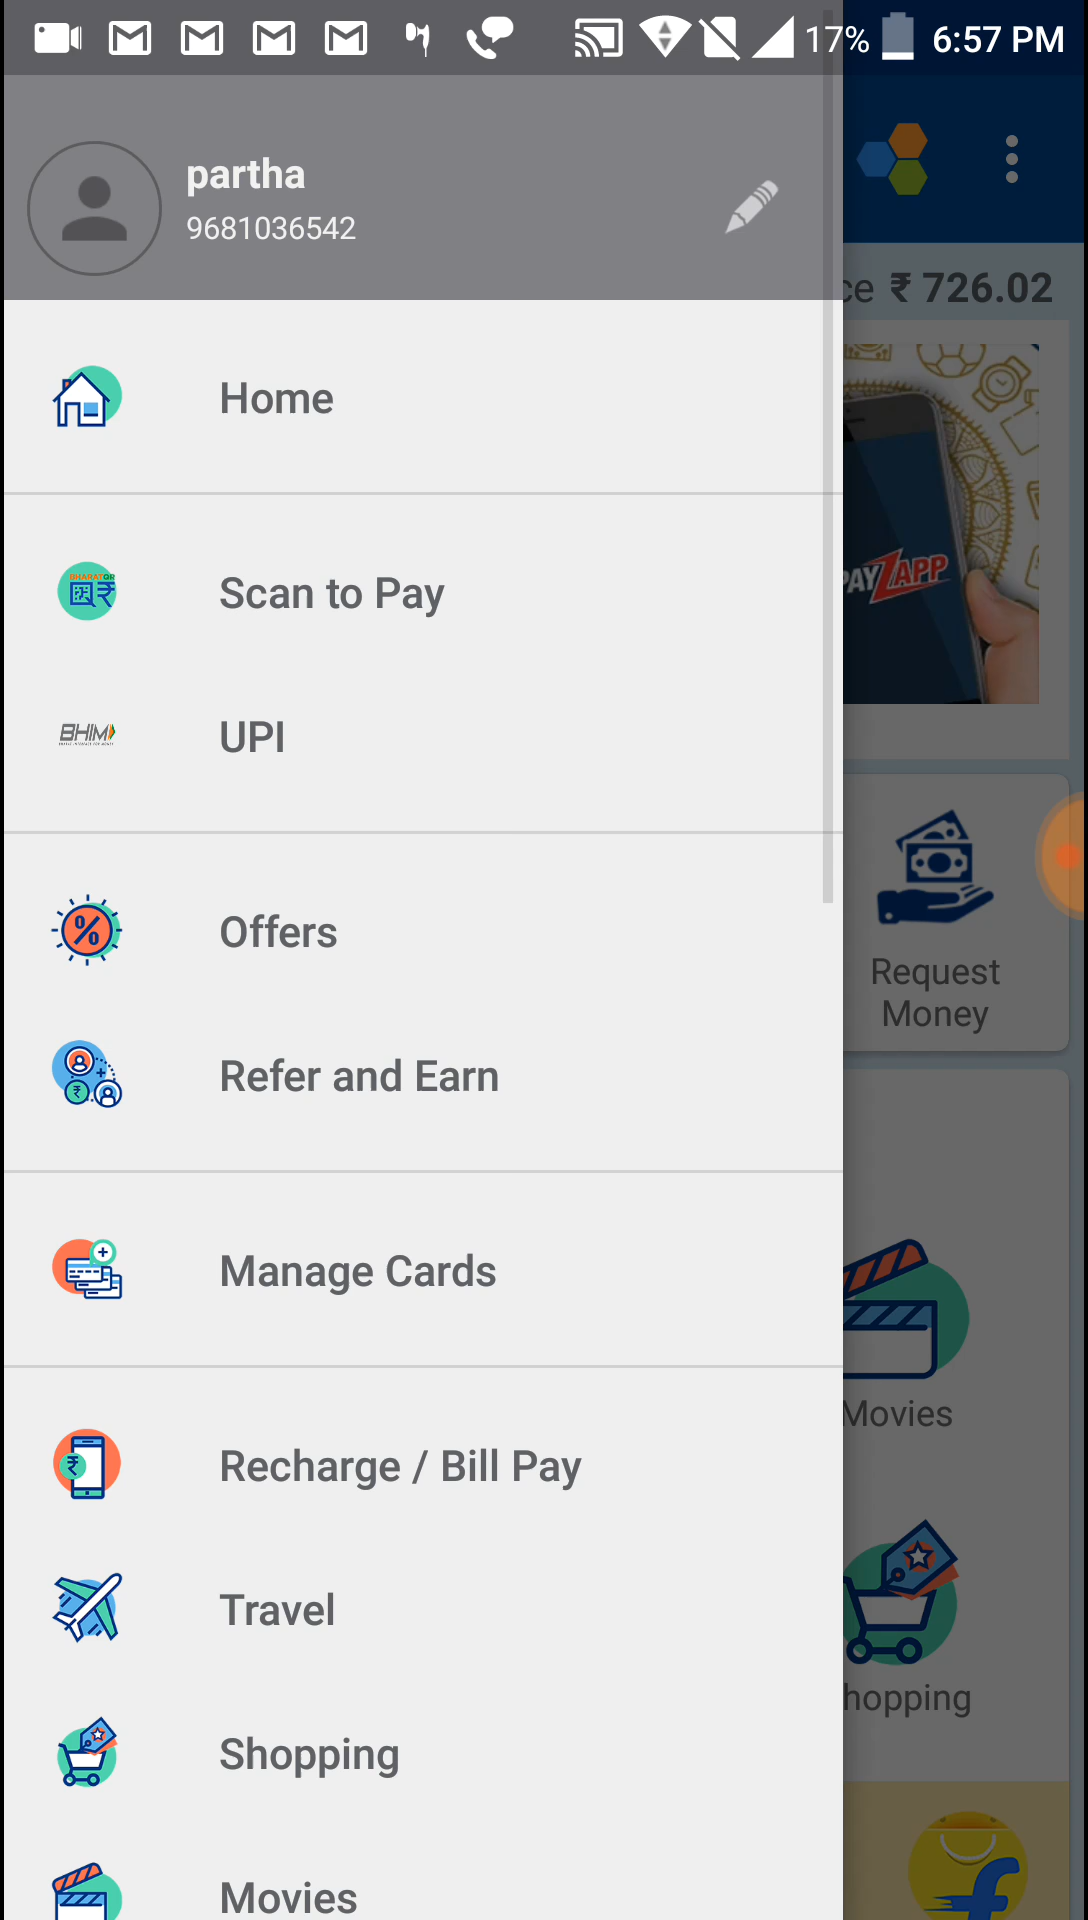 17% 6:57 PM
partha
9681036542
₹ 726.02
Home
BHARATQR
Scan to Pay
BHIM
UPI
PAYZAPP
Offers
Request
Money
Refer and Earn
Manage Cards
Recharge / Bill Pay
Movies
Travel
hopping
Shopping
Movies